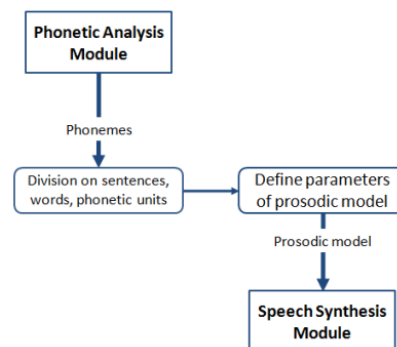 Phonetic Analysis
Module
Phonemes
Division on sentences,
words, phonetic units
Define parameters
of prosodic model
Prosodic model
Speech Synthesis
Module